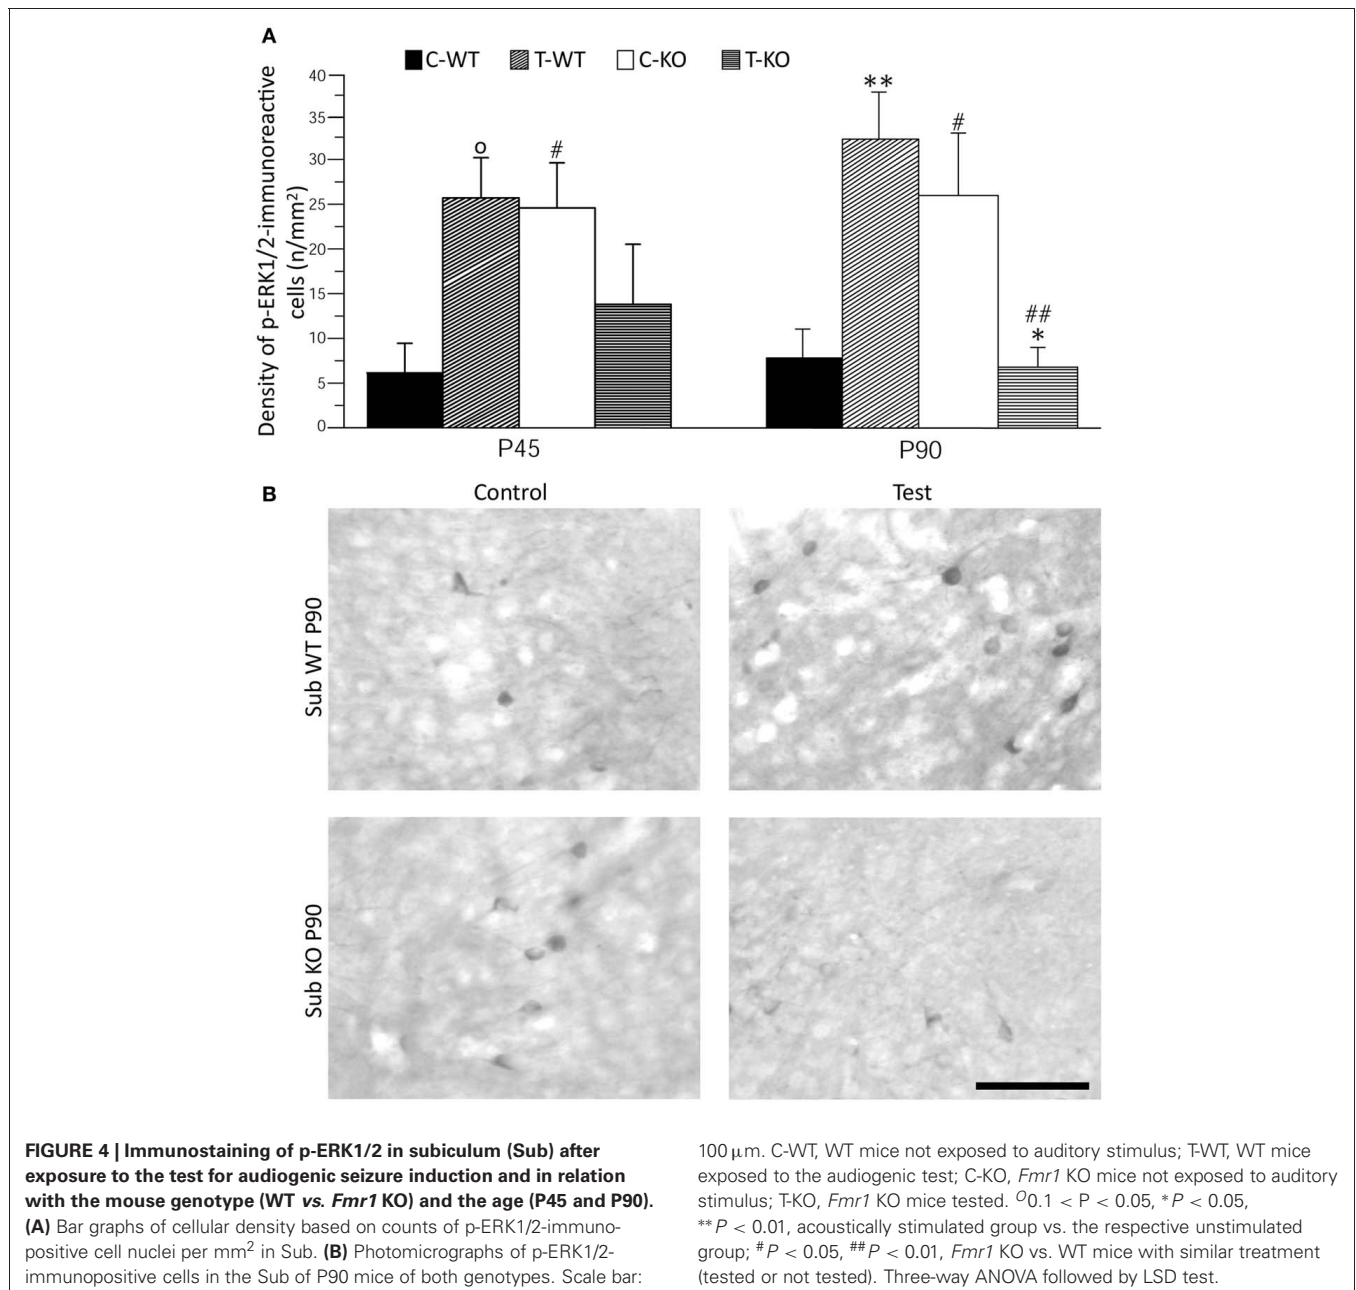 A
C-WT T-WT C-KO T-KO
Density of p-ERK1/2-immunoreactive
cells (n/mm²)
40
35
30
25
20
15
10
5
0
o
#
**
#
##
*
P45 P90
B
Control Test
Sub WT P90
Sub KO P90
FIGURE 4 | Immunostaining of p-ERK1/2 in subiculum (Sub) after
exposure to the test for audiogenic seizure induction and in relation
with the mouse genotype (WT vs. Fmr1 KO) and the age (P45 and P90).
(A) Bar graphs of cellular density based on counts of p-ERK1/2-immuno-
positive cell nuclei per mm² in Sub. (B) Photomicrographs of p-ERK1/2-
immunopositive cells in the Sub of P90 mice of both genotypes. Scale bar:
100 μm. C-WT, WT mice not exposed to auditory stimulus; T-WT, WT mice
exposed to the audiogenic test; C-KO, Fmr1 KO mice not exposed to auditory
stimulus; T-KO, Fmr1 KO mice tested. ᴼ0.1 < P < 0.05, *P < 0.05,
**P < 0.01, acoustically stimulated group vs. the respective unstimulated
group; #P < 0.05, ##P < 0.01, Fmr1 KO vs. WT mice with similar treatment
(tested or not tested). Three-way ANOVA followed by LSD test.